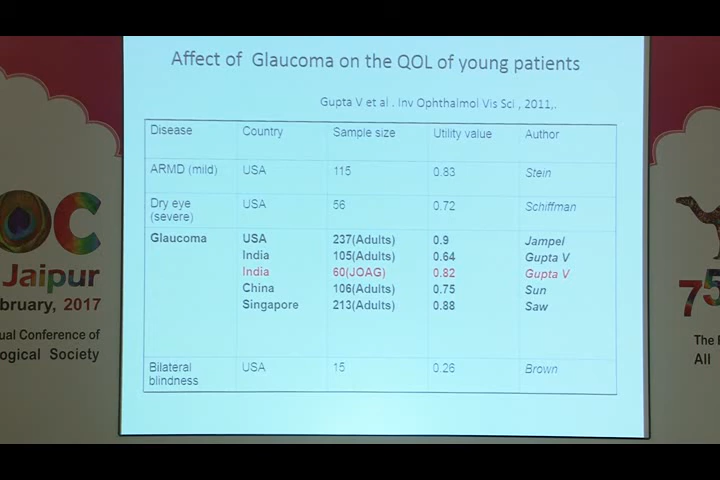 Affect of Glaucoma on the QOL of young patients
Gupta V et al . Inv Ophthalmol Vis Sci , 2011,.
Disease Country Sample size Utility value Author
ARMD (mild) USA 115 0.83 Stein
Dry eye (severe) USA 56 0.72 Schiffman
Glaucoma USA 237(Adults) 0.9 Jampel
India 105(Adults) 0.64 Gupta V
India 60(JOAG) 0.82 Gupta V
China 106(Adults) 0.75 Sun
Singapore 213(Adults) 0.88 Saw
Bilateral blindness USA 15 0.26 Brown
OC
Jaipur
bruary, 2017
ual Conference of
ological Society
75
The
All